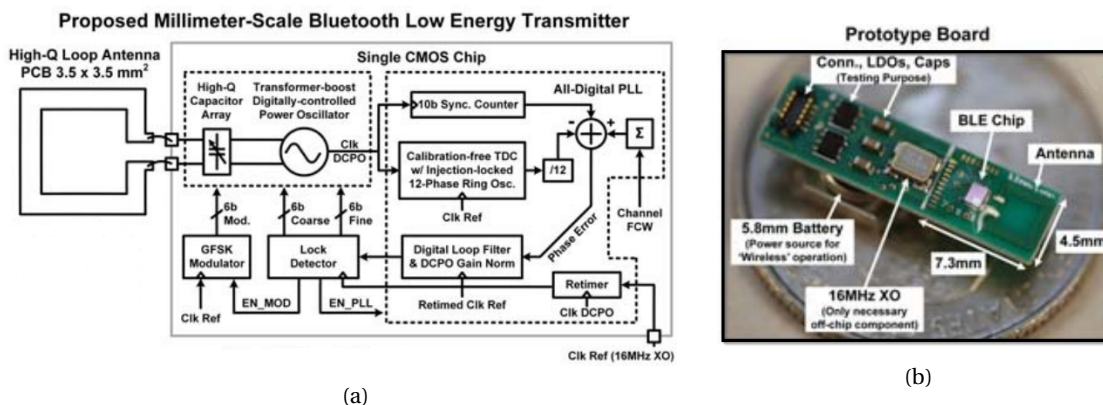 Proposed Millimeter-Scale Bluetooth Low Energy Transmitter
High-Q Loop Antenna
PCB 3.5 x 3.5 mm²
Single CMOS Chip
High-Q
Capacitor
Array
Transformer-boost
Digitally-controlled
Power Oscillator
Clk
DCPO
10b Sync. Counter
All-Digital PLL
-
+
Σ
Calibration-free TDC
w/ Injection-locked
12-Phase Ring Osc.
/12
Clk Ref
Channel
FCW
6b
Mod.
6b
Coarse
6b
Fine
Phase Error
GFSK
Modulator
Lock
Detector
Digital Loop Filter
& DCPO Gain Norm
Clk Ref
EN_MOD
EN_PLL
Retimed Clk Ref
Retimer
Clk DCPO
Clk Ref (16MHz XO)
(a)
Prototype Board
Conn., LDOs, Caps
(Testing Purpose)
BLE Chip
Antenna
5.8mm Battery
(Power source for
'Wireless' operation)
7.3mm
4.5mm
16MHz XO
(Only necessary
off-chip component)
(b)